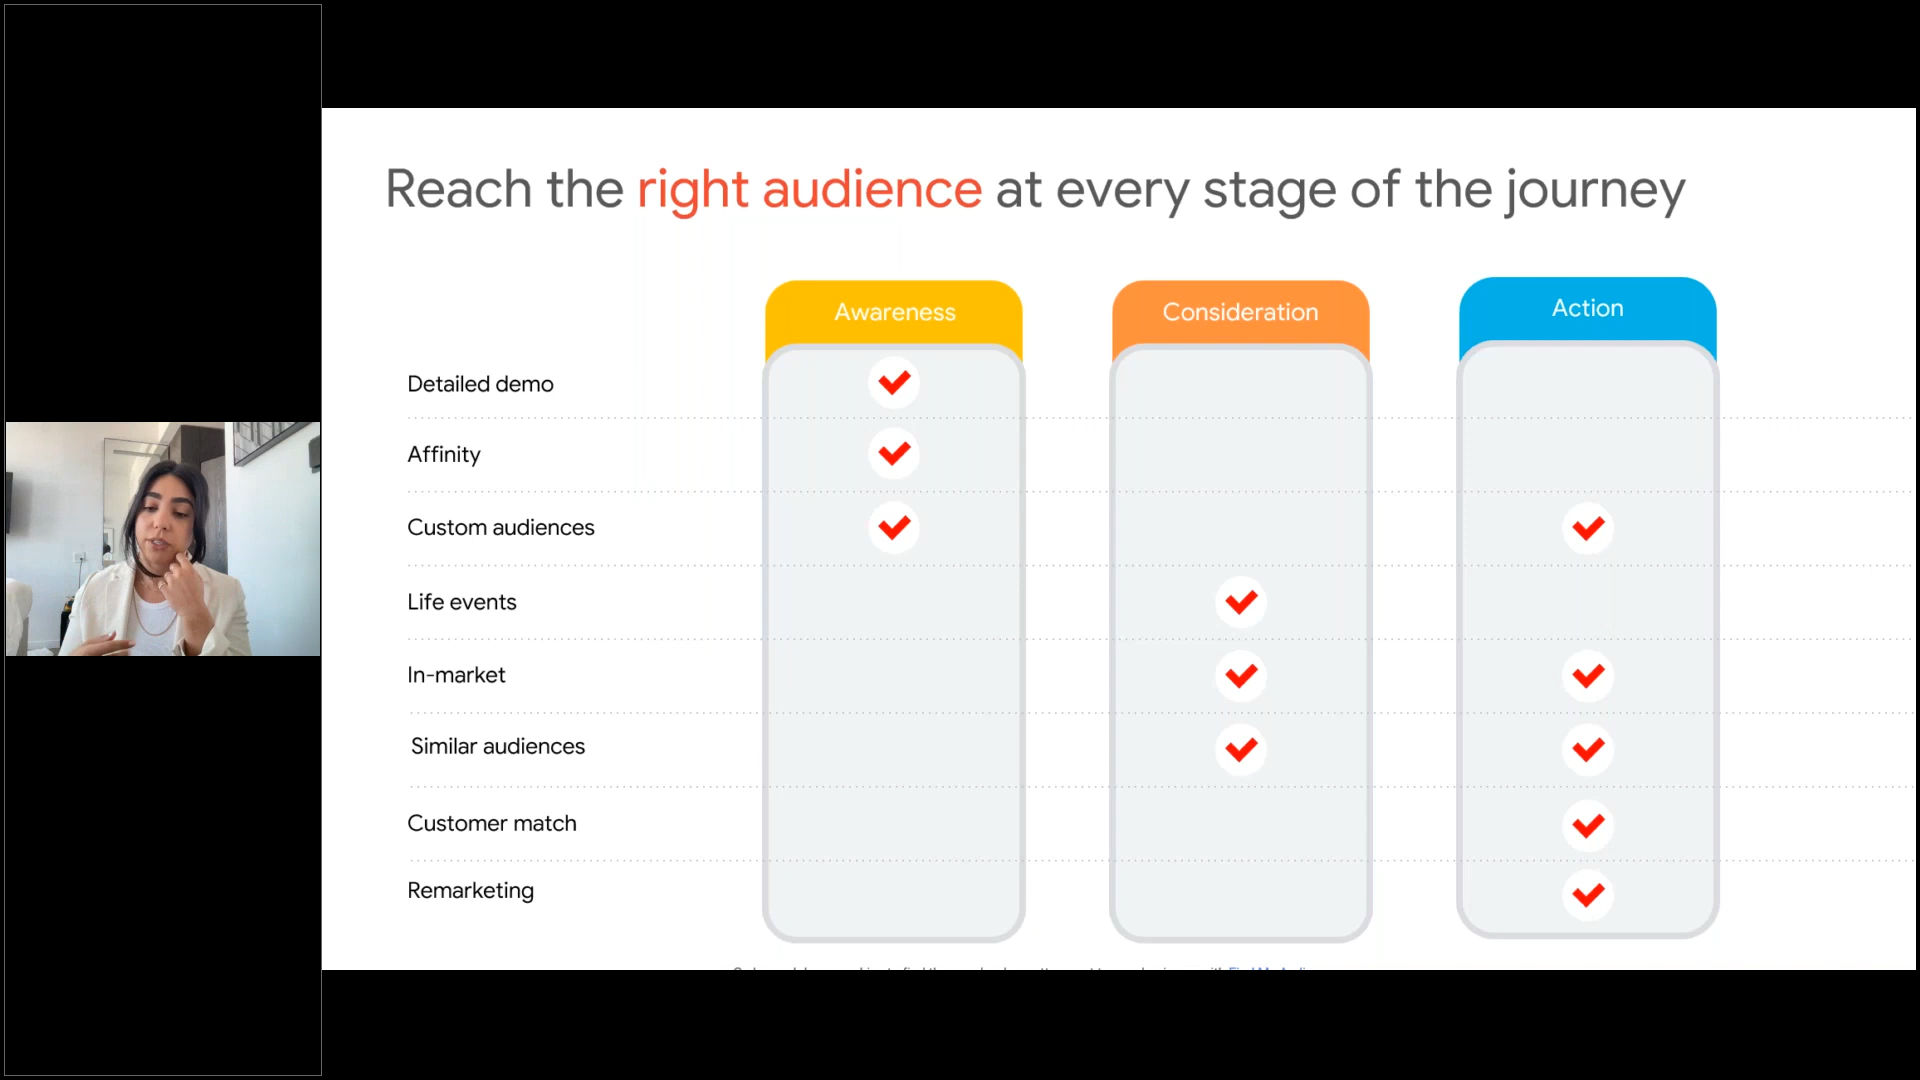 Reach the right audience at every stage of the journey
Awareness
Consideration
Action
Detailed demo
Affinity
Custom audiences
Life events
In-market
Similar audiences
Customer match
Remarketing